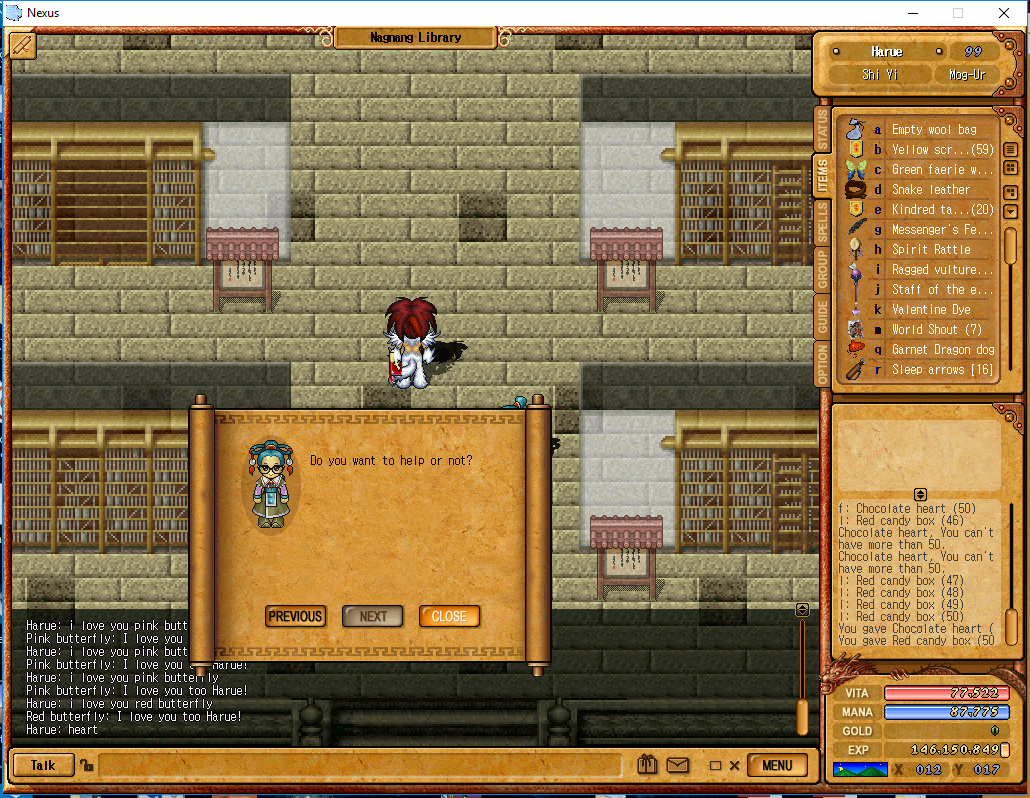 Nexus
Nagnang Library
Harue 99
Shi Yi Mog-Ur
STATUS
ITEMS
SPELLS
GROUP
GUIDE
OPTION
a Empty wool bag
b Yellow scr...(59)
c Green faerie w...
d Snake leather
e Kindred ta...(20)
g Messenger's Fe...
h Spirit Rattle
i Ragged vulture...
j Staff of the e...
k Valentine Dye
m World Shout (7)
q Garnet Dragon dog
r Sleep arrows [16]
Do you want to help or not?
PREVIOUS NEXT CLOSE
f: Chocolate heart (50)
l: Red candy box (46)
Chocolate heart, You can't
have more than 50.
Chocolate heart, You can't
have more than 50.
l: Red candy box (47)
l: Red candy box (48)
l: Red candy box (49)
l: Red candy box (50)
You gave Chocolate heart (
You gave Red candy box (50
Harue: i love you pink butt
Pink butterfly: I love you
Harue: i love you pink butt
Pink butterfly: I love you Harue!
Harue: i love you pink butterfly
Pink butterfly: I love you too Harue!
Harue: i love you red butterfly
Red butterfly: I love you too Harue!
Harue: heart
VITA 77,522
MANA 87,775
GOLD 0
EXP 146,150,849
X 012 Y 017
Talk
MENU